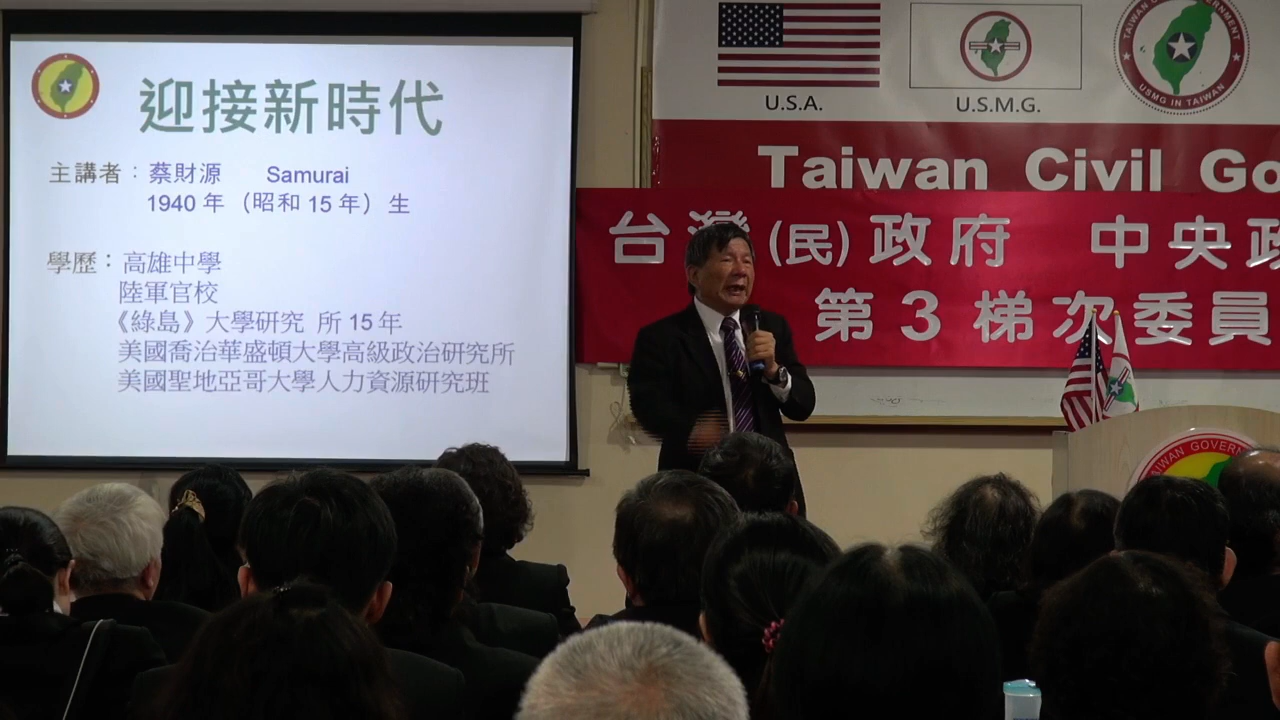 迎接新時代
主講者：蔡財源 Samurai
1940 年（昭和 15 年）生
學歷：高雄中學
陸軍官校
《綠島》大學研究 所 15 年
美國喬治華盛頓大學高級政治研究所
美國聖地亞哥大學人力資源研究班
U.S.A.
U.S.M.G.
USMG IN TAIWAN
Taiwan Civil Go
台灣(民)政府 中央政
第3梯次委員